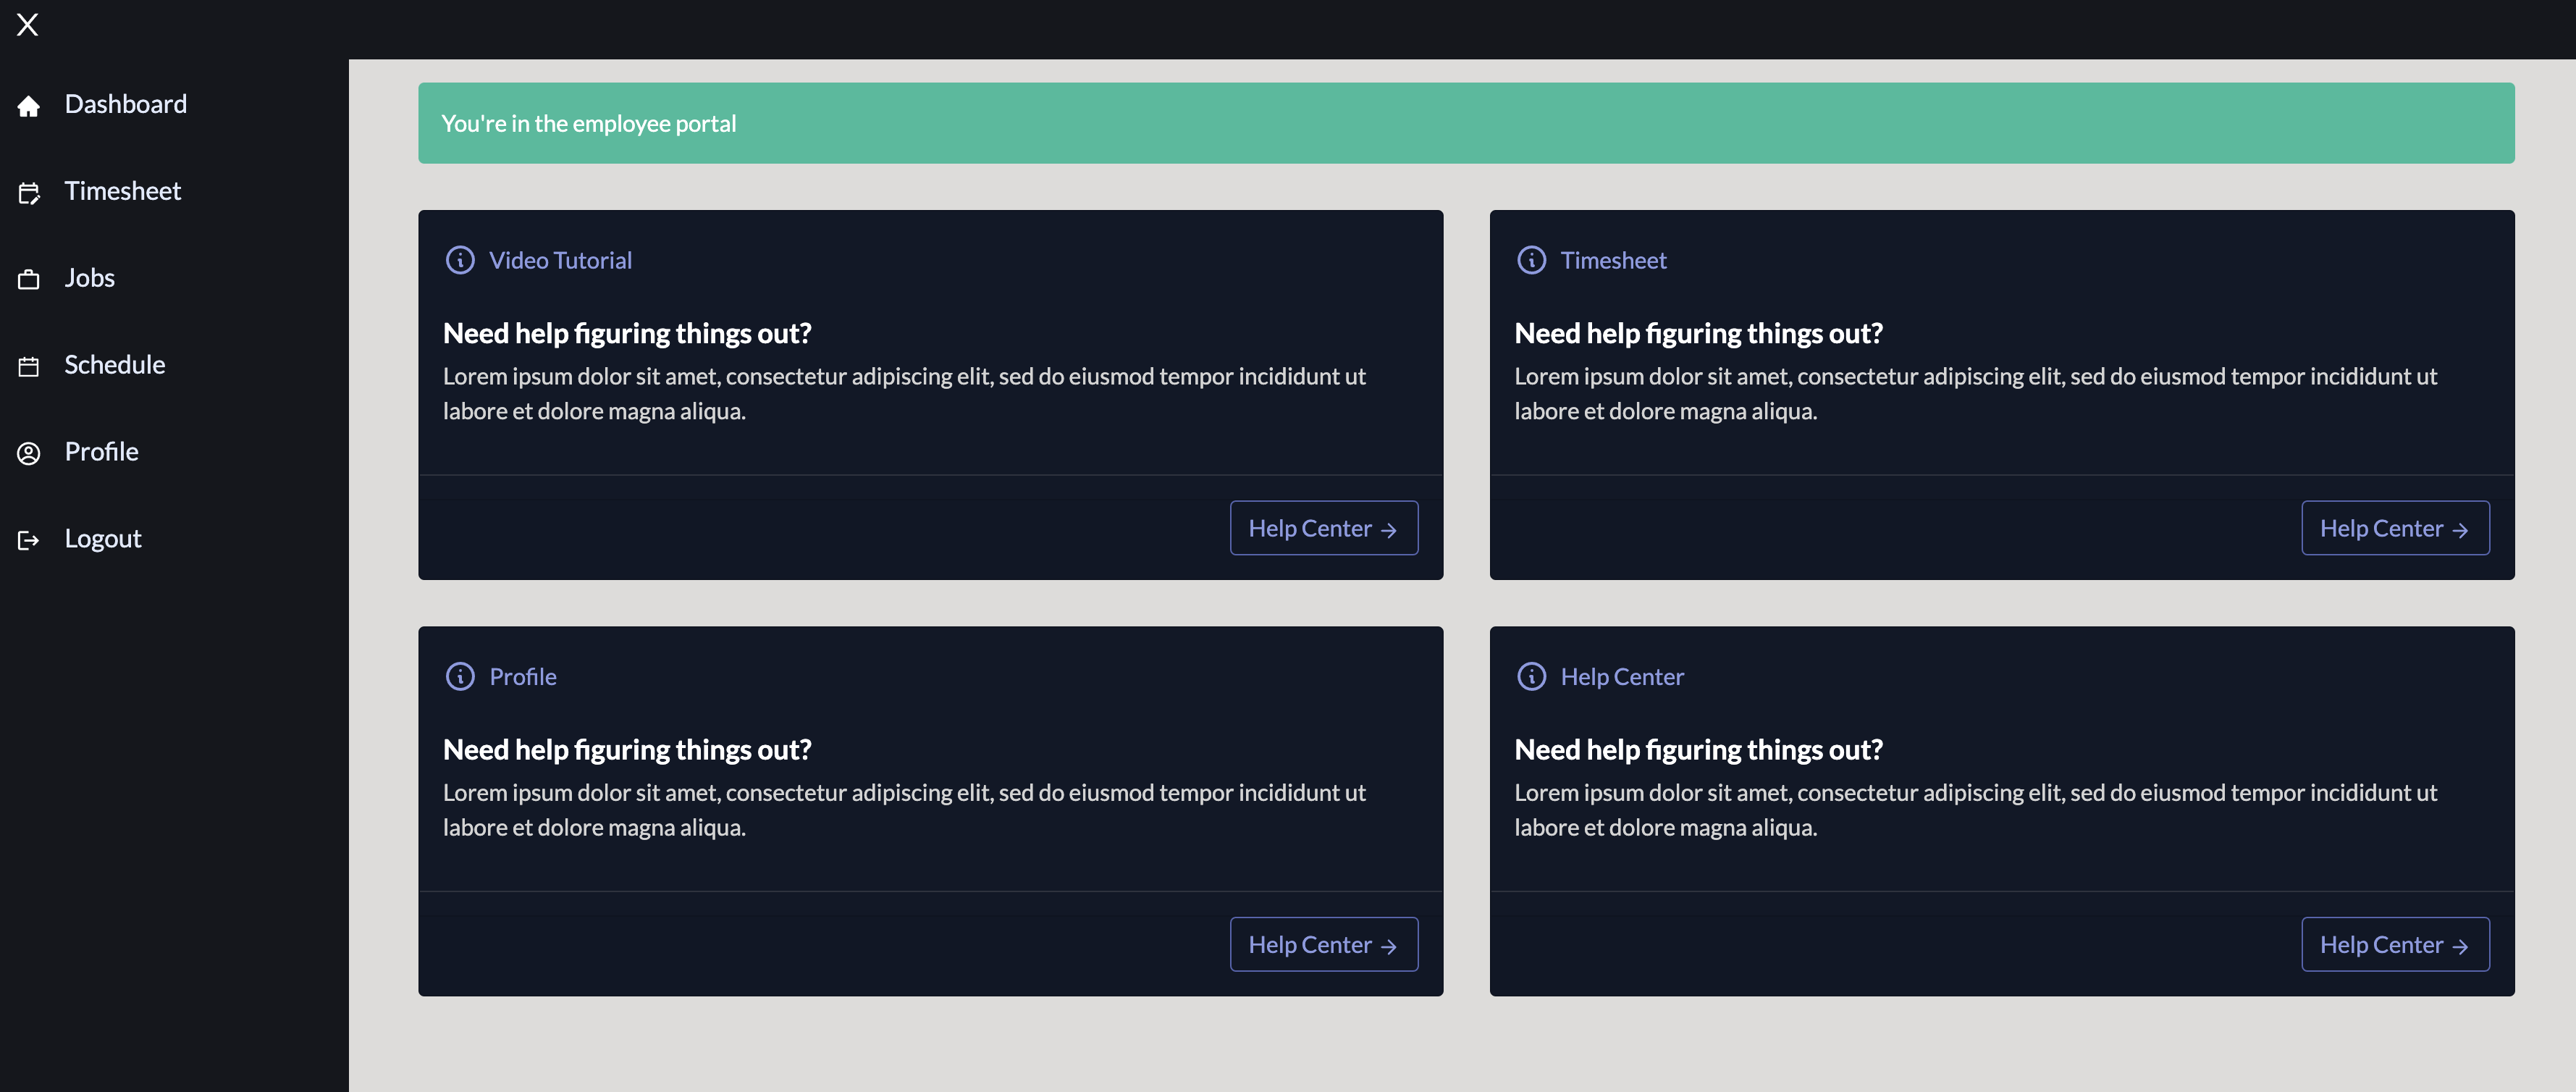 Dashboard
Timesheet
Jobs
Schedule
Profile
Logout
You're in the employee portal
Video Tutorial
Need help figuring things out?
Lorem ipsum dolor sit amet, consectetur adipiscing elit, sed do eiusmod tempor incididunt ut
labore et dolore magna aliqua.
Help Center →
Timesheet
Need help figuring things out?
Lorem ipsum dolor sit amet, consectetur adipiscing elit, sed do eiusmod tempor incididunt ut
labore et dolore magna aliqua.
Help Center →
Profile
Need help figuring things out?
Lorem ipsum dolor sit amet, consectetur adipiscing elit, sed do eiusmod tempor incididunt ut
labore et dolore magna aliqua.
Help Center →
Help Center
Need help figuring things out?
Lorem ipsum dolor sit amet, consectetur adipiscing elit, sed do eiusmod tempor incididunt ut
labore et dolore magna aliqua.
Help Center →